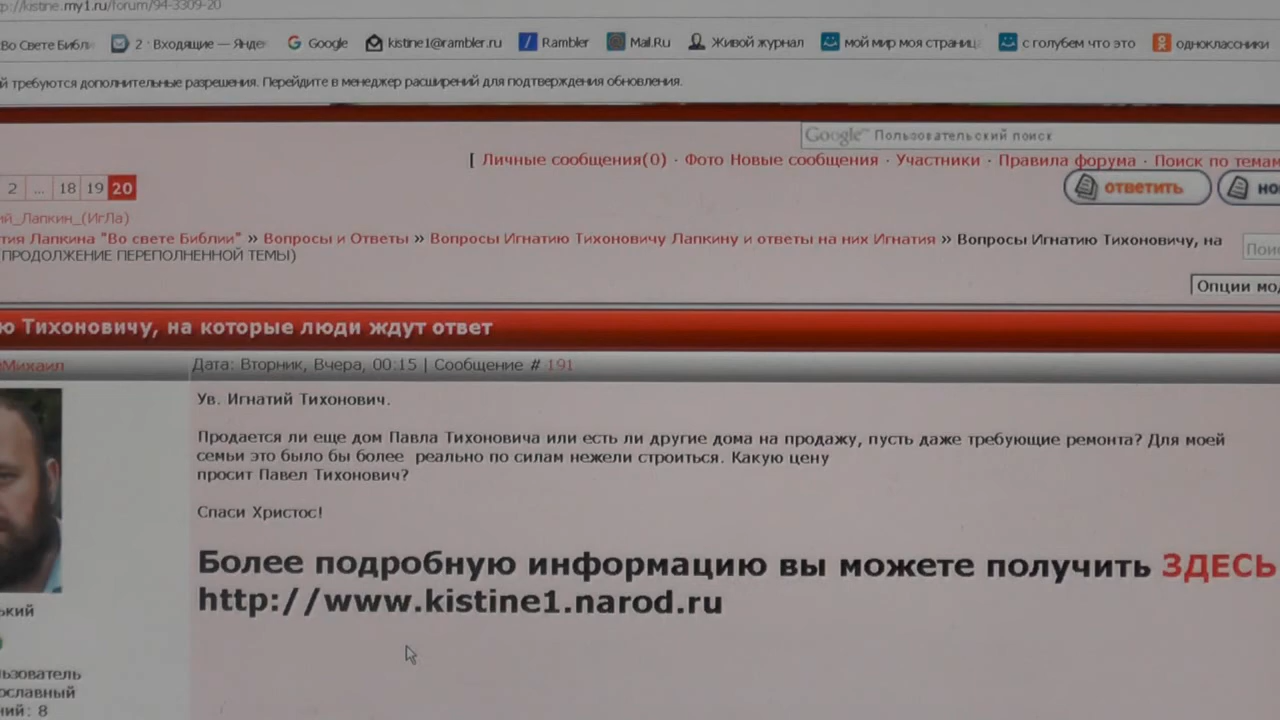 ://kistine.my1.ru/forum/94-3309-20
Во Свете Библи
2 · Входящие — Янде
Google
kistine1@rambler.ru
Rambler
Mail.Ru
Живой журнал
мой мир моя страниц
с голубем что это
одноклассники
й требуются дополнительные разрешения. Перейдите в менеджер расширений для подтверждения обновления.
Google™ Пользовательский поиск
[ Личные сообщения(0) · Фото Новые сообщения · Участники · Правила форума · Поиск по темам
2 ... 18 19 20
ответить
но
ий_Лапкин_(ИгЛа)
тия Лапкина "Во свете Библии" » Вопросы и Ответы » Вопросы Игнатию Тихоновичу Лапкину и ответы на них Игнатия » Вопросы Игнатию Тихоновичу, на
ПРОДОЛЖЕНИЕ ПЕРЕПОЛНЕННОЙ ТЕМЫ)
Пои
Опции мо
ю Тихоновичу, на которые люди ждут ответ
Михаил
Дата: Вторник, Вчера, 00:15 | Сообщение # 191
Ув. Игнатий Тихонович.
Продается ли еще дом Павла Тихоновича или есть ли другие дома на продажу, пусть даже требующие ремонта? Для моей
семьи это было бы более реально по силам нежели строиться. Какую цену
просит Павел Тихонович?
Спаси Христос!
Более подробную информацию вы можете получить ЗДЕСЬ
http://www.kistine1.narod.ru
ький
льзователь
ославный
ний: 8